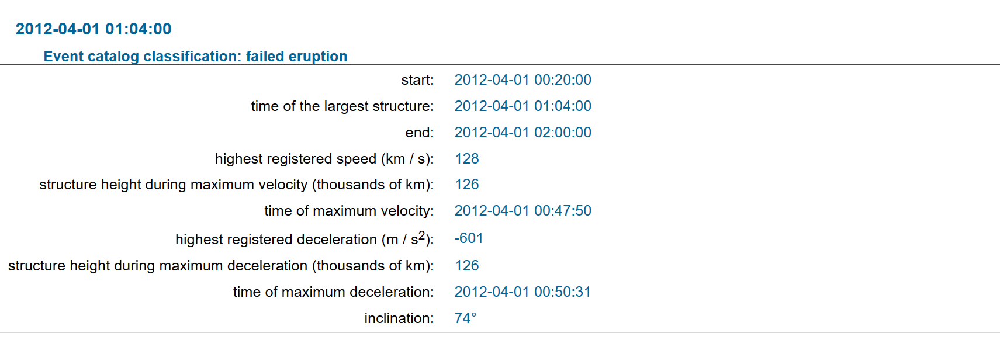 2012-04-01 01:04:00
Event catalog classification: failed eruption
start: 2012-04-01 00:20:00
time of the largest structure: 2012-04-01 01:04:00
end: 2012-04-01 02:00:00
highest registered speed (km / s): 128
structure height during maximum velocity (thousands of km): 126
time of maximum velocity: 2012-04-01 00:47:50
highest registered deceleration (m / s²): -601
structure height during maximum deceleration (thousands of km): 126
time of maximum deceleration: 2012-04-01 00:50:31
inclination: 74°